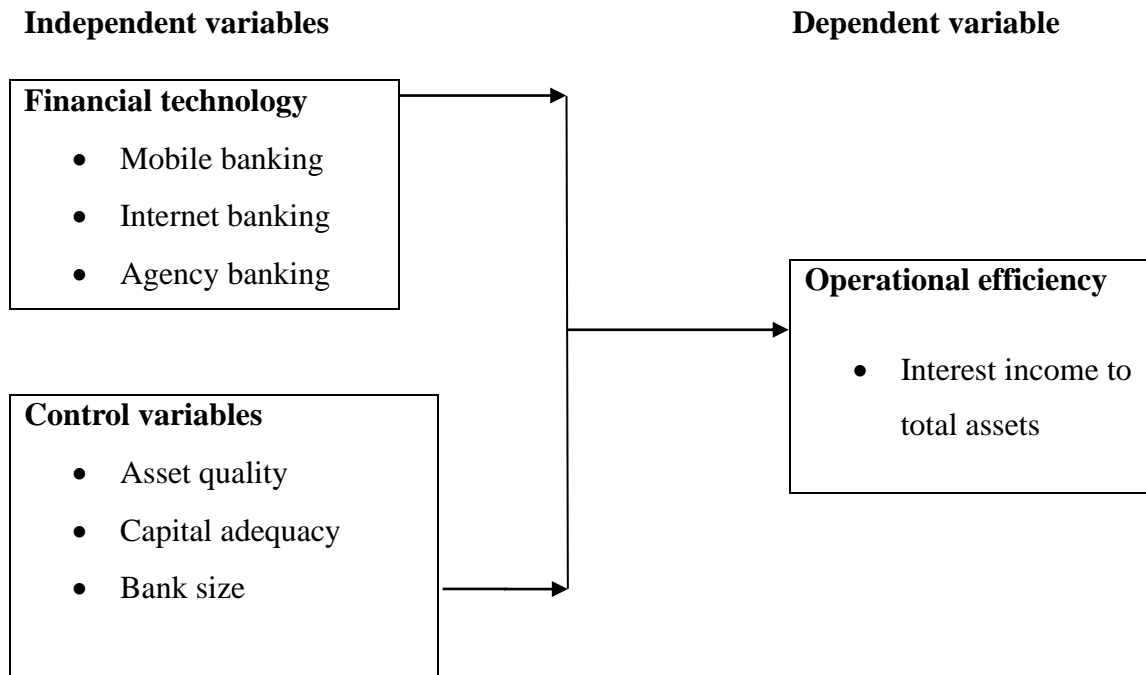 Independent variables
Dependent variable
Financial technology
• Mobile banking
• Internet banking
• Agency banking
Operational efficiency
• Interest income to
total assets
Control variables
• Asset quality
• Capital adequacy
• Bank size